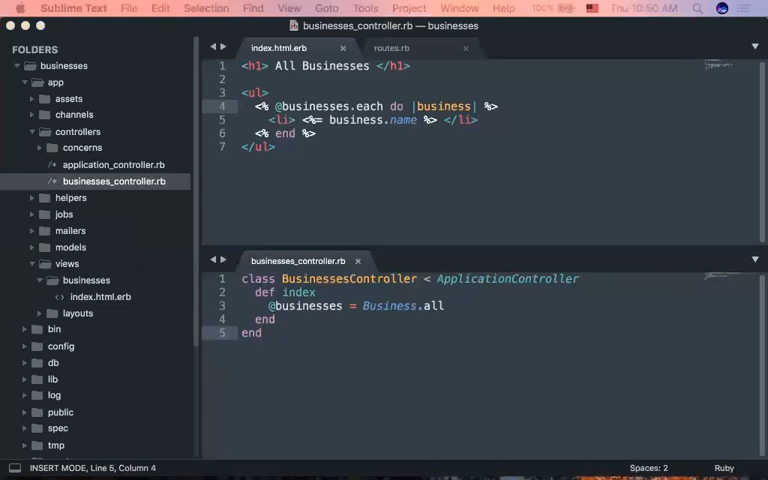 Sublime Text File Edit Selection Find View Goto Tools Project Window Help 100% Thu 10:50 AM
businesses_controller.rb — businesses
FOLDERS
businesses
app
assets
channels
controllers
concerns
application_controller.rb
businesses_controller.rb
helpers
jobs
mailers
models
views
businesses
index.html.erb
layouts
bin
config
db
lib
log
public
spec
tmp
index.html.erb routes.rb
1 <h1> All Businesses </h1>
2
3 <ul>
4 <% @businesses.each do |business| %>
5 <li> <%= business.name %> </li>
6 <% end %>
7 </ul>
businesses_controller.rb
1 class BusinessesController < ApplicationController
2 def index
3 @businesses = Business.all
4 end
5 end
INSERT MODE, Line 5, Column 4 Spaces: 2 Ruby